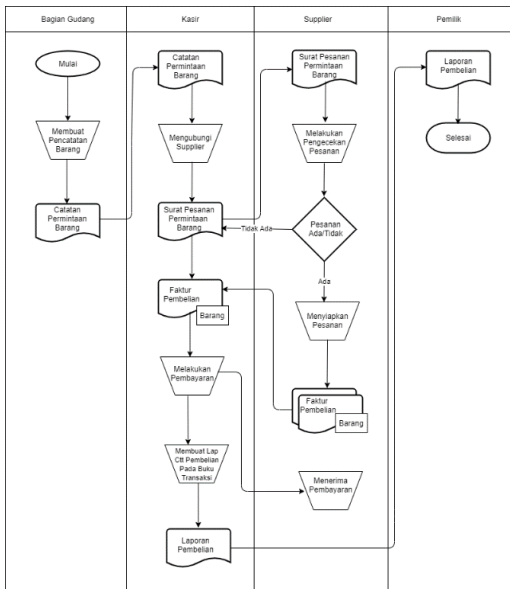 Bagian Gudang
Kasir
Supplier
Pemilik
Mulai
Membuat
Pencatatan
Barang
Catatan
Permintaan
Barang
Catatan
Permintaan
Barang
Mengubungi
Supplier
Surat Pesanan
Permintaan
Barang
Faktur
Pembelian
Barang
Melakukan
Pembayaran
Membuat Lap
Ctt Pembelian
Pada Buku
Transaksi
Laporan
Pembelian
Surat Pesanan
Permintaan
Barang
Melakukan
Pengecekan
Pesanan
Pesanan
Ada/Tidak
Tidak Ada
Ada
Menyiapkan
Pesanan
Faktur
Pembelian
Barang
Menerima
Pembayaran
Laporan
Pembelian
Selesai